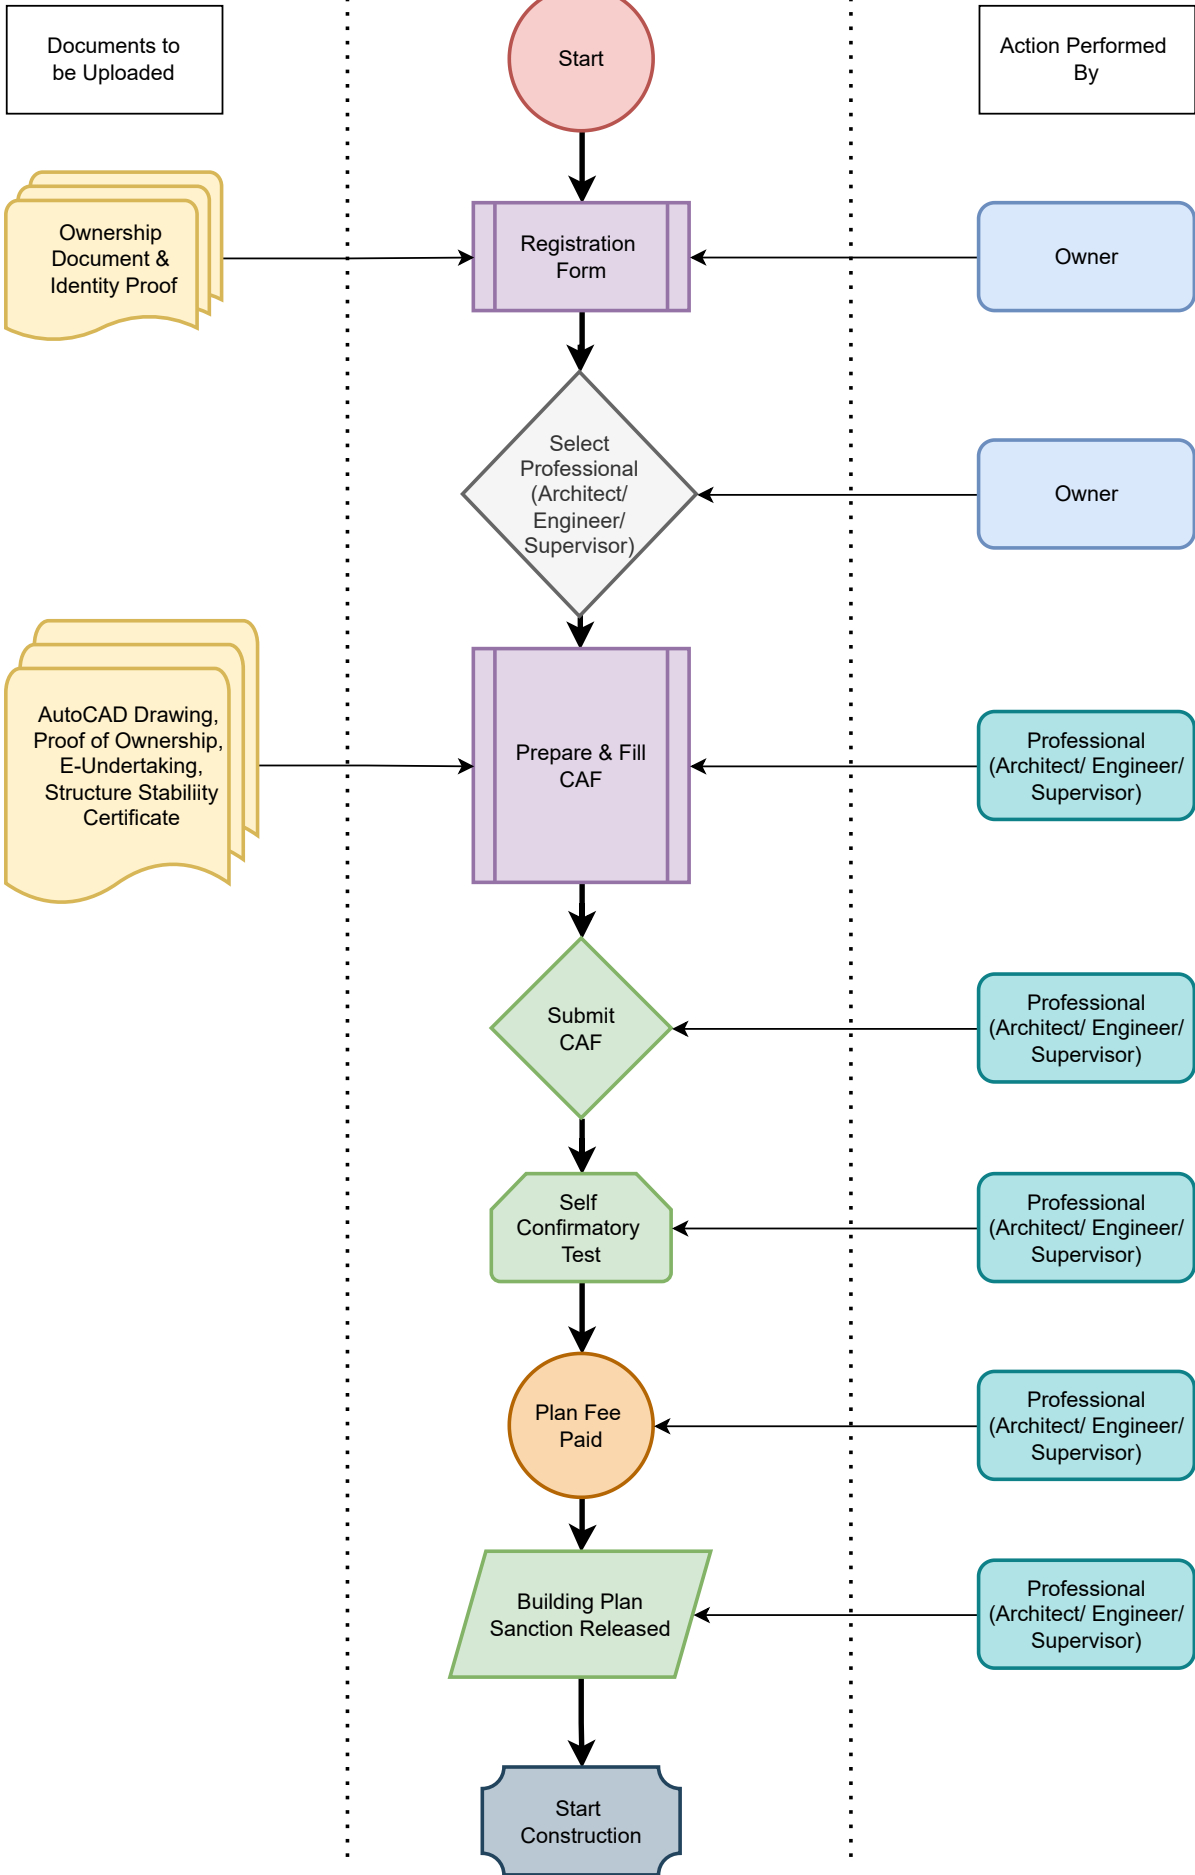 Documents to
be Uploaded
Start
Action Performed
By
Ownership
Document &
Identity Proof
Registration
Form
Owner
Select
Professional
(Architect/
Engineer/
Supervisor)
Owner
AutoCAD Drawing,
Proof of Ownership,
E-Undertaking,
Structure Stabiliity
Certificate
Prepare & Fill
CAF
Professional
(Architect/ Engineer/
Supervisor)
Submit
CAF
Professional
(Architect/ Engineer/
Supervisor)
Self
Confirmatory
Test
Professional
(Architect/ Engineer/
Supervisor)
Plan Fee
Paid
Professional
(Architect/ Engineer/
Supervisor)
Building Plan
Sanction Released
Professional
(Architect/ Engineer/
Supervisor)
Start
Construction